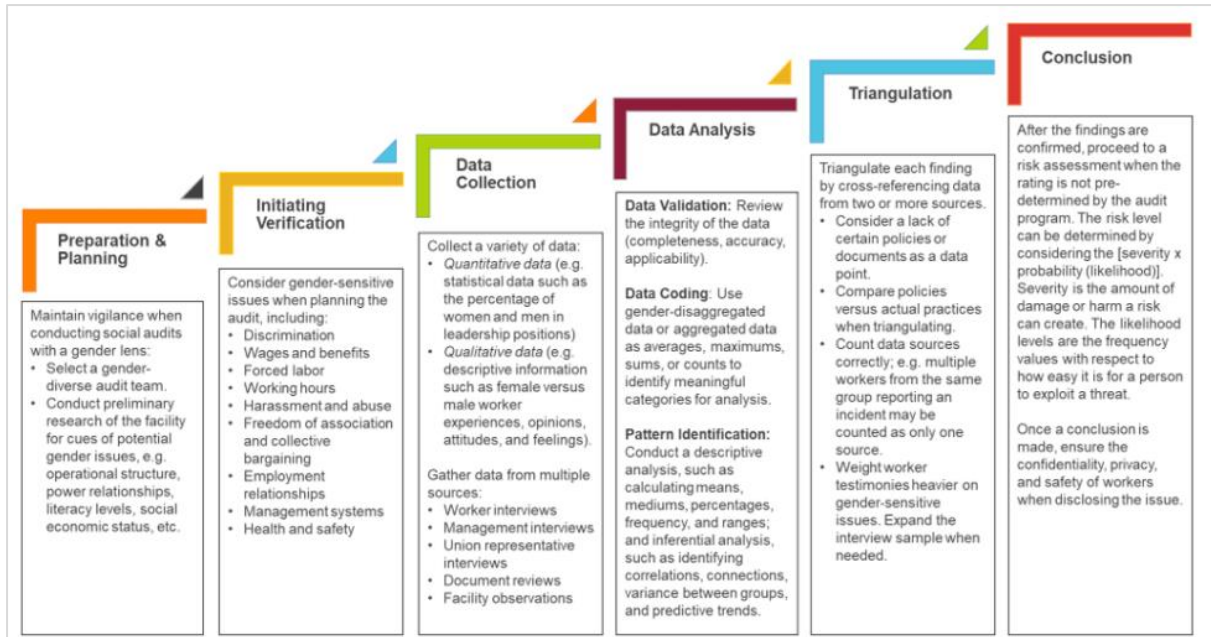 Preparation &
Planning
Maintain vigilance when
conducting social audits
with a gender lens:
• Select a gender-
diverse audit team.
• Conduct preliminary
research of the facility
for cues of potential
gender issues, e.g.
operational structure,
power relationships,
literacy levels, social
economic status, etc.
Initiating
Verification
Consider gender-sensitive
issues when planning the
audit, including:
• Discrimination
• Wages and benefits
• Forced labor
• Working hours
• Harassment and abuse
• Freedom of association
and collective
bargaining
• Employment
relationships
• Management systems
• Health and safety
Data
Collection
Collect a variety of data:
• Quantitative data (e.g.
statistical data such as
the percentage of
women and men in
leadership positions)
• Qualitative data (e.g.
descriptive information
such as female versus
male worker
experiences, opinions,
attitudes, and feelings).
Gather data from multiple
sources:
• Worker interviews
• Management interviews
• Union representative
interviews
• Document reviews
• Facility observations
Data Analysis
Data Validation: Review
the integrity of the data
(completeness, accuracy,
applicability).
Data Coding: Use
gender-disaggregated
data or aggregated data
as averages, maximums,
sums, or counts to
identify meaningful
categories for analysis.
Pattern Identification:
Conduct a descriptive
analysis, such as
calculating means,
mediums, percentages,
frequency, and ranges;
and inferential analysis,
such as identifying
correlations, connections,
variance between groups,
and predictive trends.
Triangulation
Triangulate each finding
by cross-referencing data
from two or more sources.
• Consider a lack of
certain policies or
documents as a data
point.
• Compare policies
versus actual practices
when triangulating.
• Count data sources
correctly; e.g. multiple
workers from the same
group reporting an
incident may be
counted as only one
source.
• Weight worker
testimonies heavier on
gender-sensitive
issues. Expand the
interview sample when
needed.
Conclusion
After the findings are
confirmed, proceed to a
risk assessment when the
rating is not pre-
determined by the audit
program. The risk level
can be determined by
considering the [severity x
probability (likelihood)].
Severity is the amount of
damage or harm a risk
can create. The likelihood
levels are the frequency
values with respect to
how easy it is for a person
to exploit a threat.
Once a conclusion is
made, ensure the
confidentiality, privacy,
and safety of workers
when disclosing the issue.